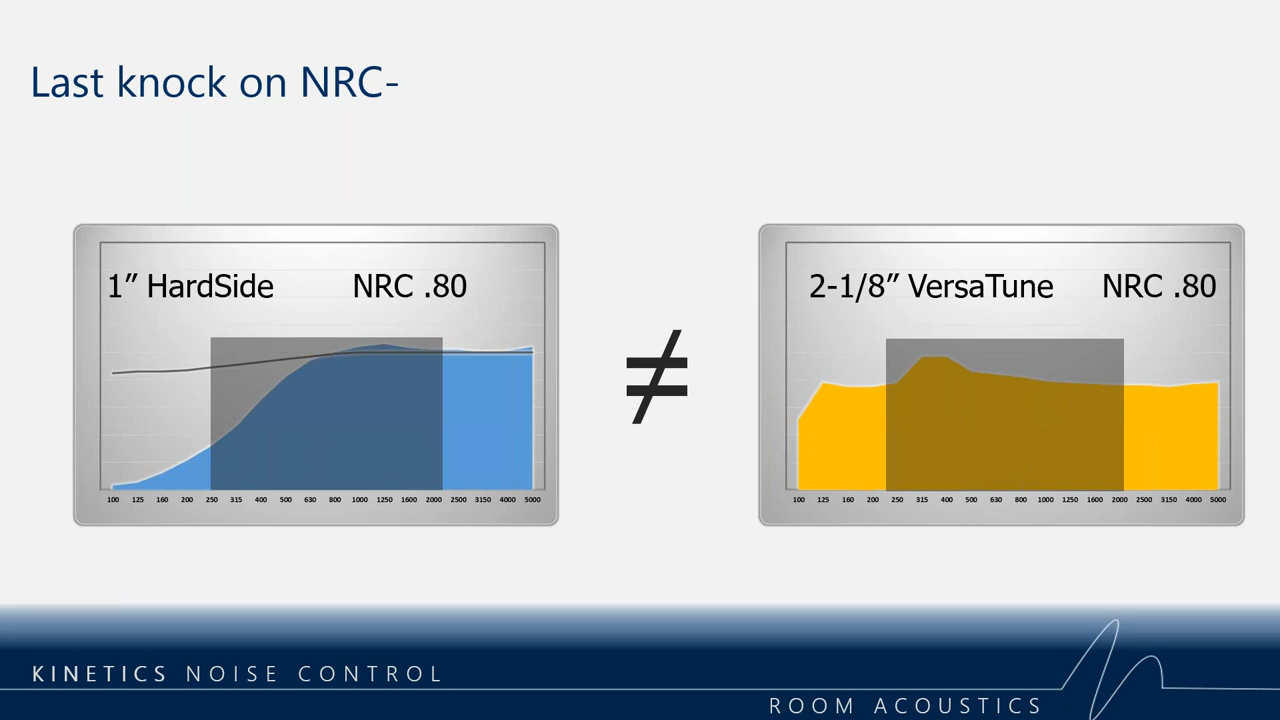 Last knock on NRC-
1” HardSide NRC .80
100 125 160 200 250 315 400 500 630 800 1000 1250 1600 2000 2500 3150 4000 5000
≠
2-1/8” VersaTune NRC .80
100 125 160 200 250 315 400 500 630 800 1000 1250 1600 2000 2500 3150 4000 5000
KINETICS NOISE CONTROL
ROOM ACOUSTICS